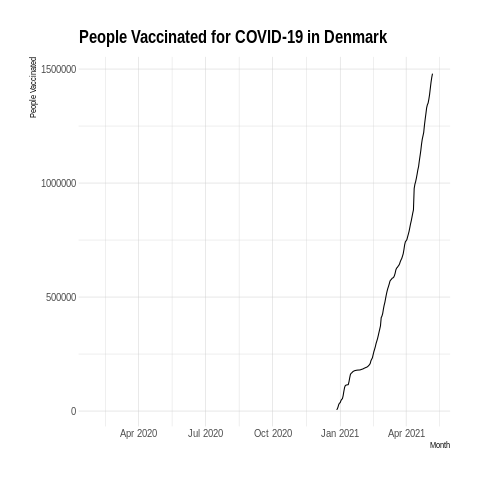 People Vaccinated for COVID-19 in Denmark
People Vaccinated
1500000
1000000
500000
0
Apr 2020 Jul 2020 Oct 2020 Jan 2021 Apr 2021
Month